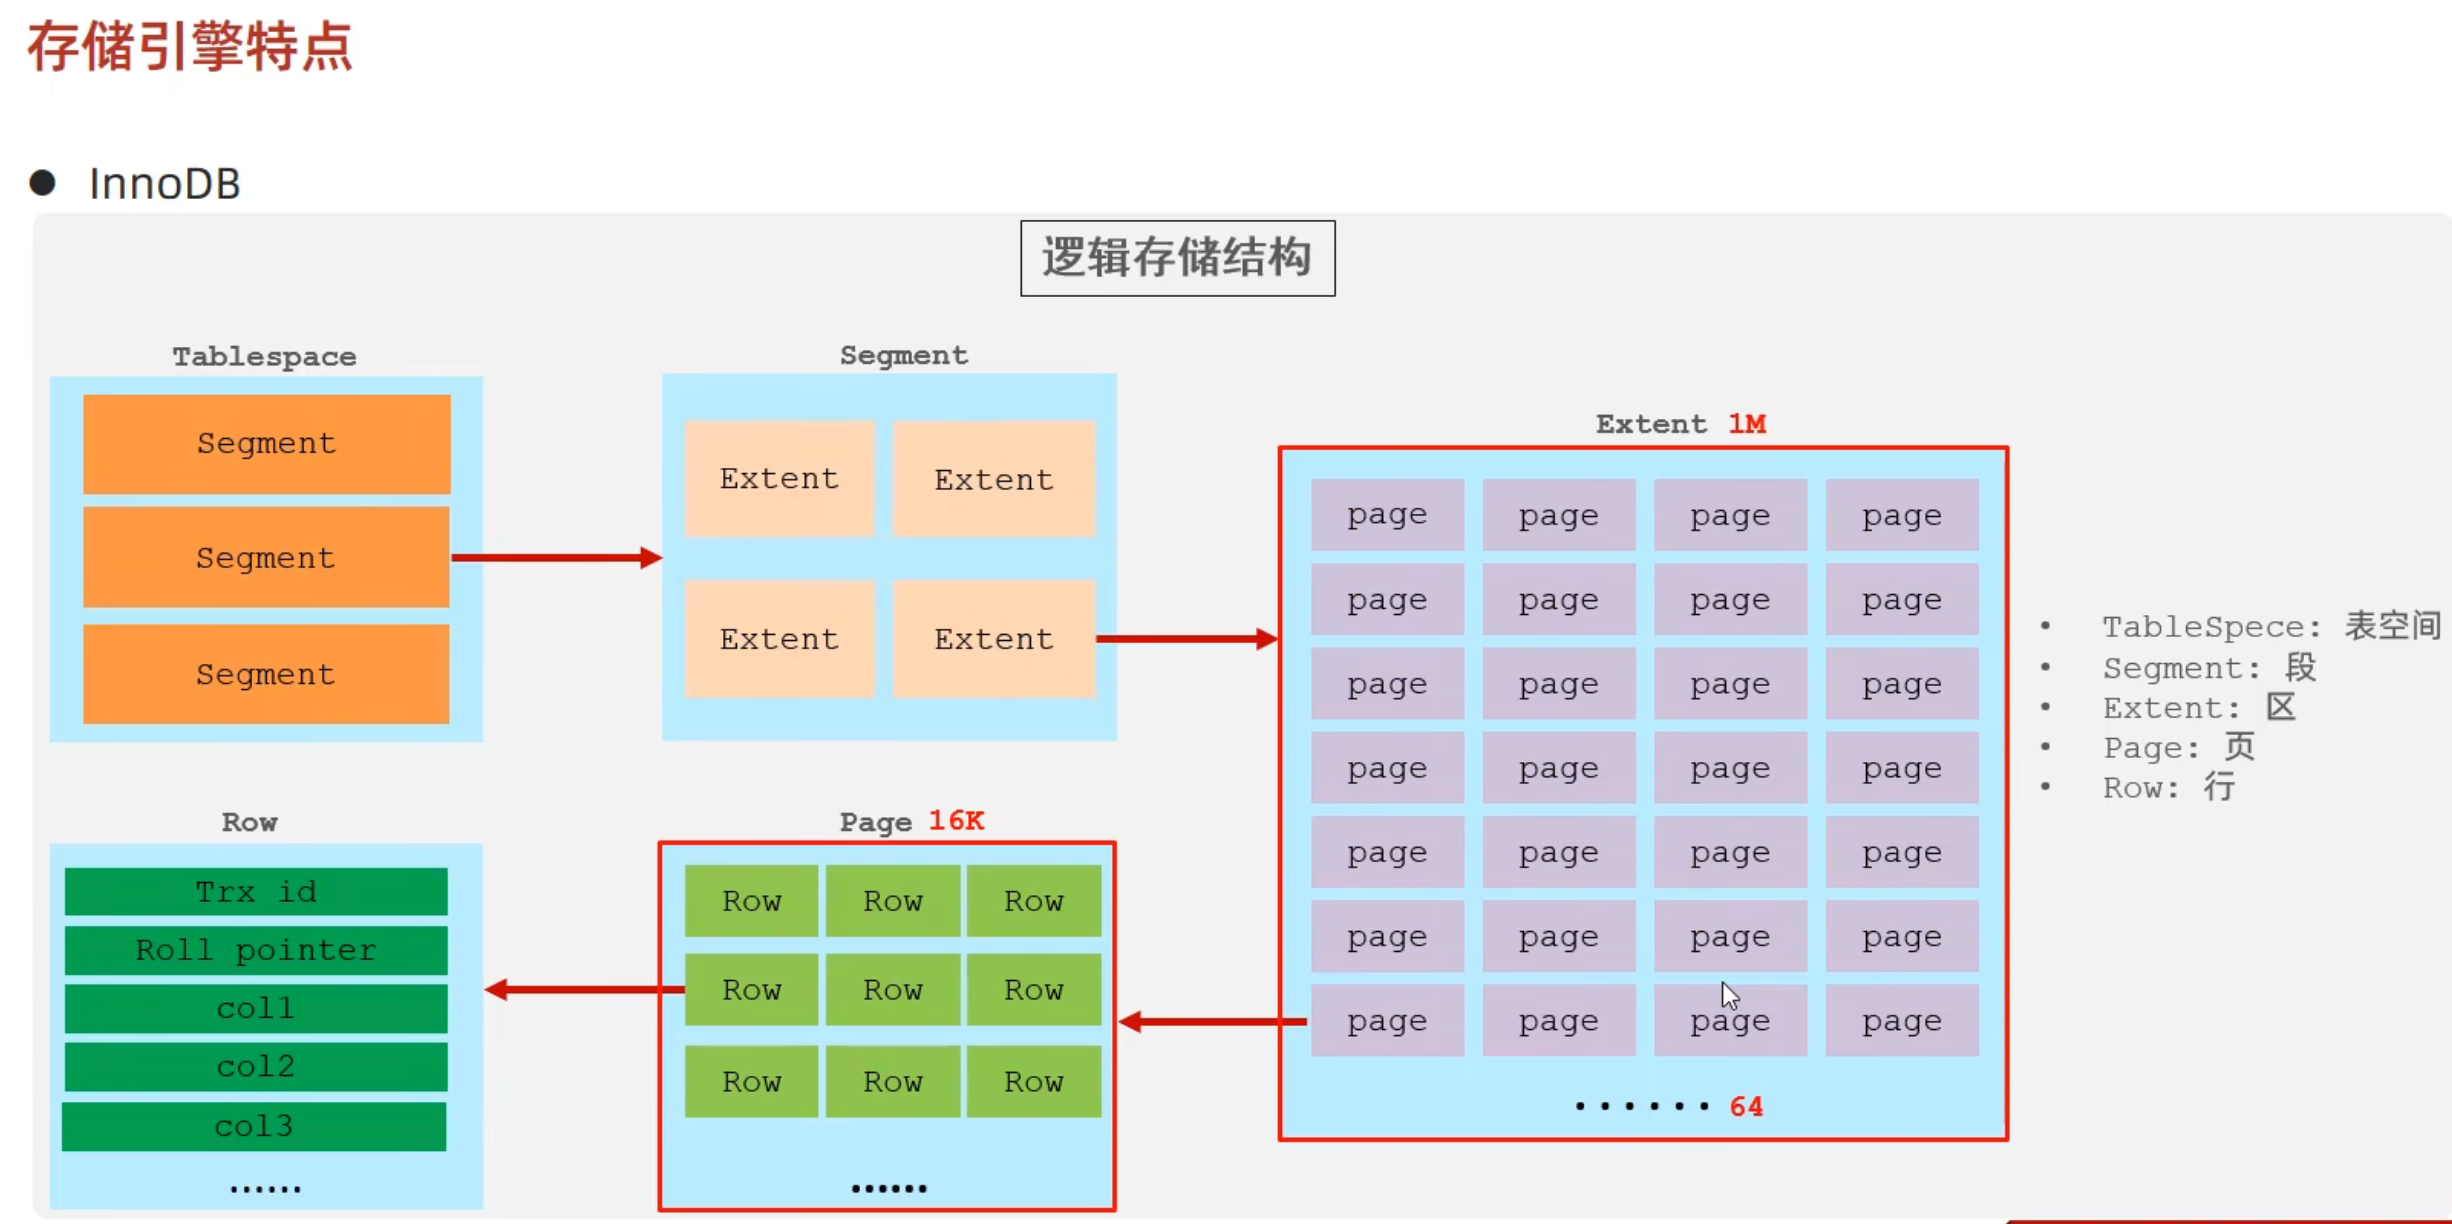 存储引擎特点
● InnoDB
逻辑存储结构
Tablespace
Segment
Segment
Segment
Segment
Extent Extent
Extent Extent
Extent 1M
page page page page
page page page page
page page page page
page page page page
page page page page
page page page page
page page page page
······ 64
• TableSpece: 表空间
• Segment: 段
• Extent: 区
• Page: 页
• Row: 行
Row
Trx id
Roll pointer
col1
col2
col3
······
Page 16K
Row Row Row
Row Row Row
Row Row Row
······